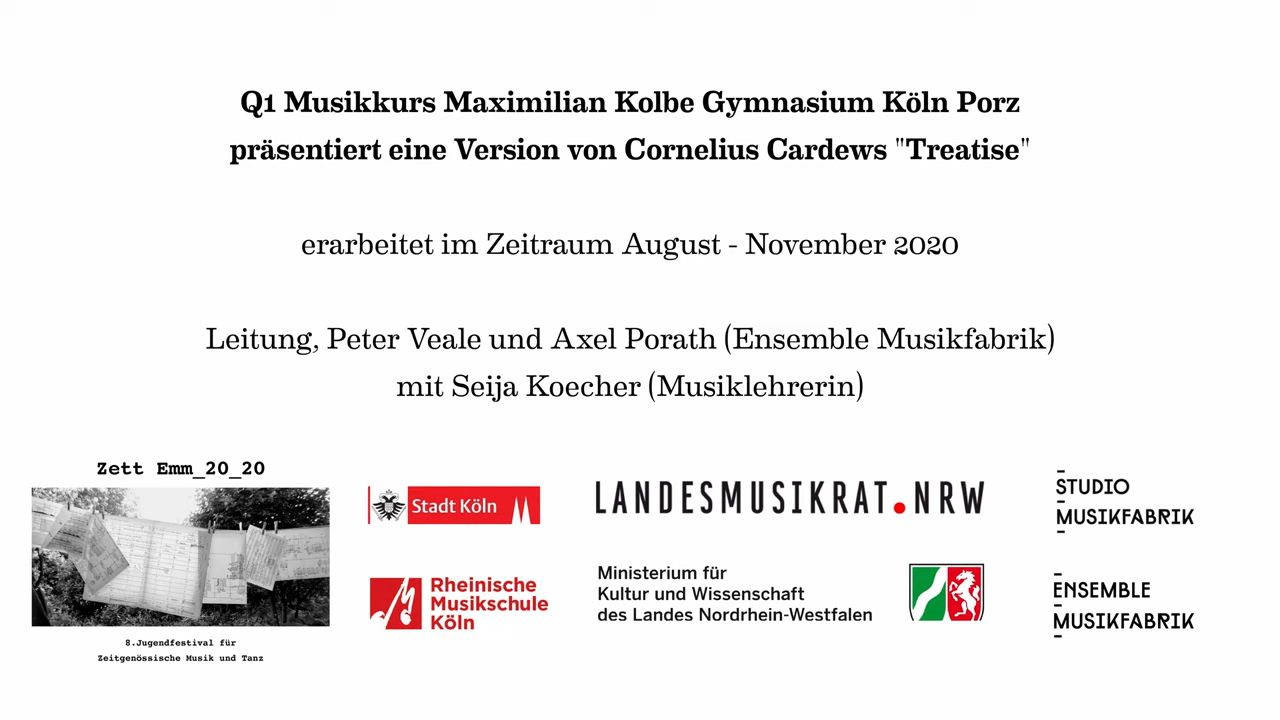 Q1 Musikkurs Maximilian Kolbe Gymnasium Köln Porz
präsentiert eine Version von Cornelius Cardews "Treatise"
erarbeitet im Zeitraum August - November 2020
Leitung, Peter Veale und Axel Porath (Ensemble Musikfabrik)
mit Seija Koecher (Musiklehrerin)
Zett Emm_20_20
8.Jugendfestival für
Zeitgenössische Musik und Tanz
Stadt Köln
Rheinische
Musikschule
Köln
LANDESMUSIKRAT.NRW
Ministerium für
Kultur und Wissenschaft
des Landes Nordrhein-Westfalen
STUDIO
MUSIKFABRIK
ENSEMBLE
MUSIKFABRIK